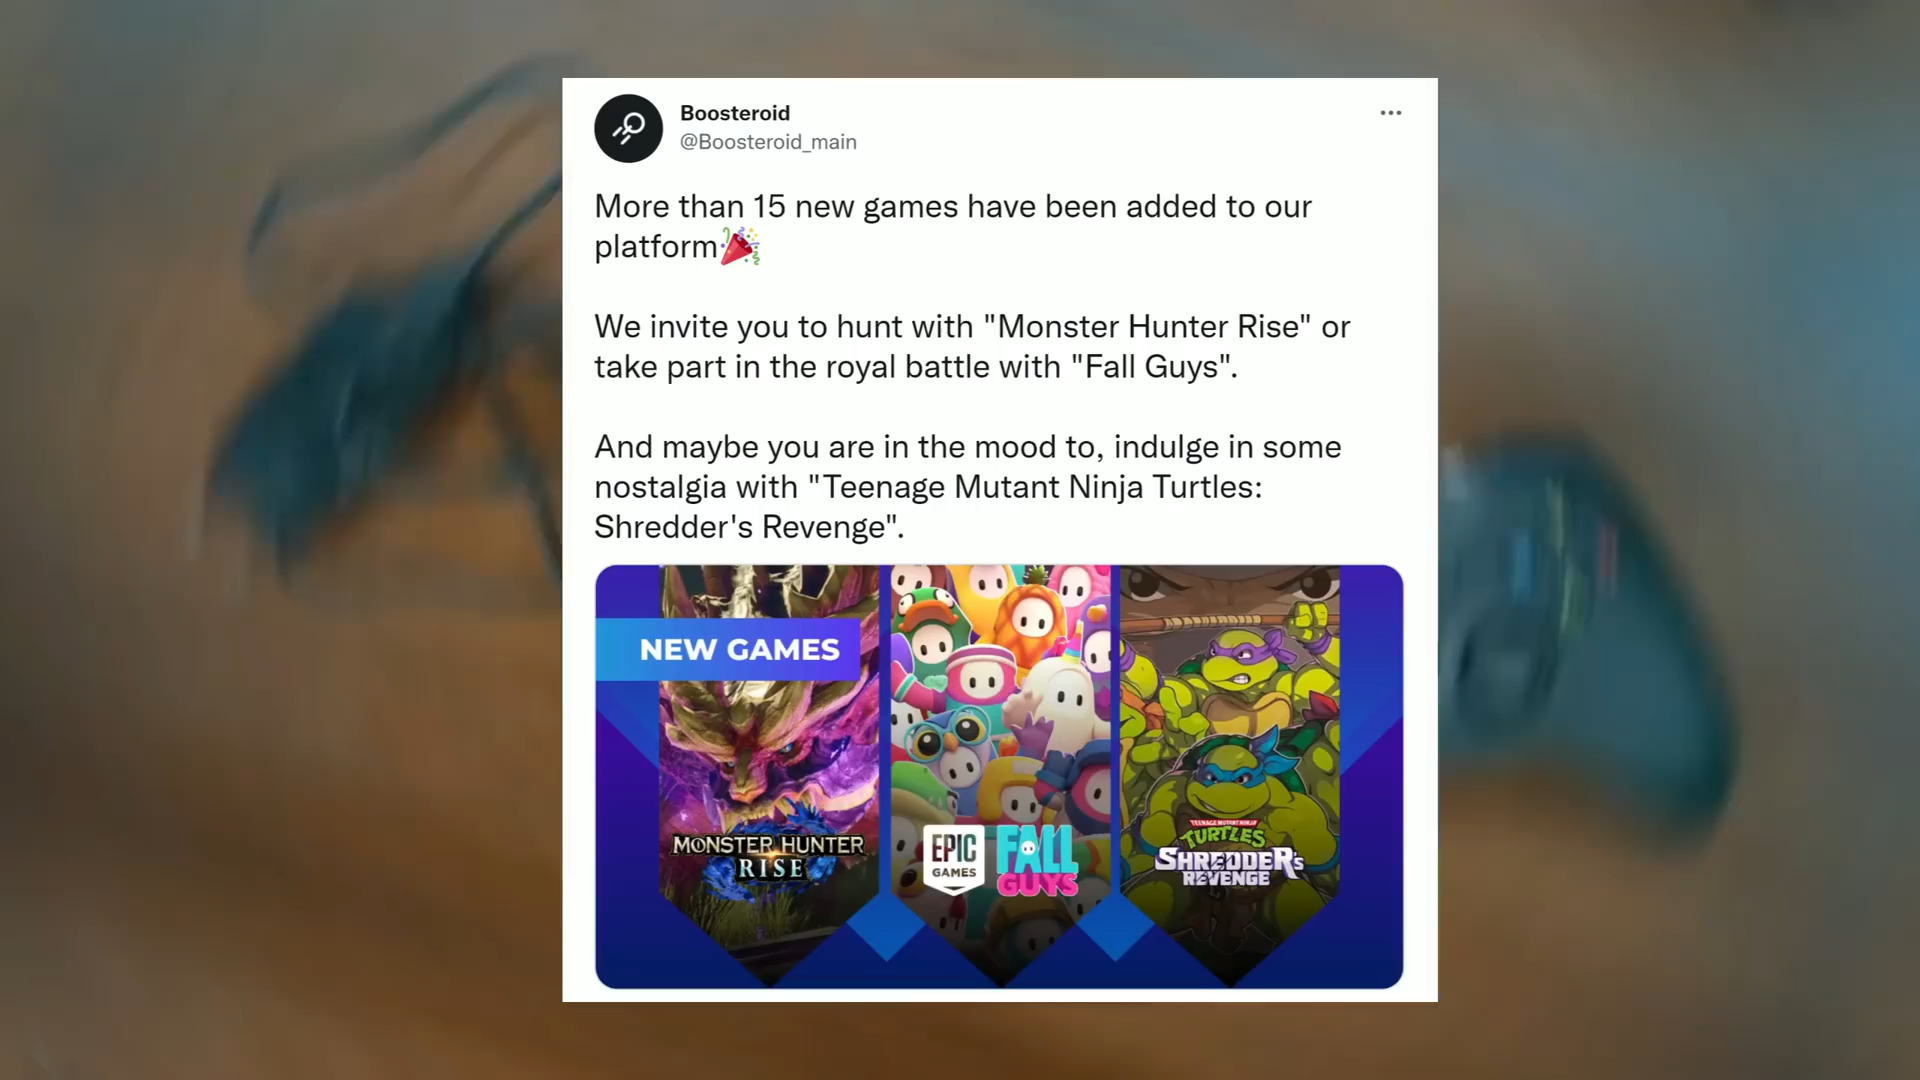 Boosteroid
@Boosteroid_main
More than 15 new games have been added to our
platform🎉
We invite you to hunt with "Monster Hunter Rise" or
take part in the royal battle with "Fall Guys".
And maybe you are in the mood to, indulge in some
nostalgia with "Teenage Mutant Ninja Turtles:
Shredder's Revenge".
NEW GAMES
MONSTER HUNTER
RISE
EPIC
GAMES
FALL
GUYS
TEENAGE MUTANT NINJA
TURTLES
SHREDDER'S
REVENGE